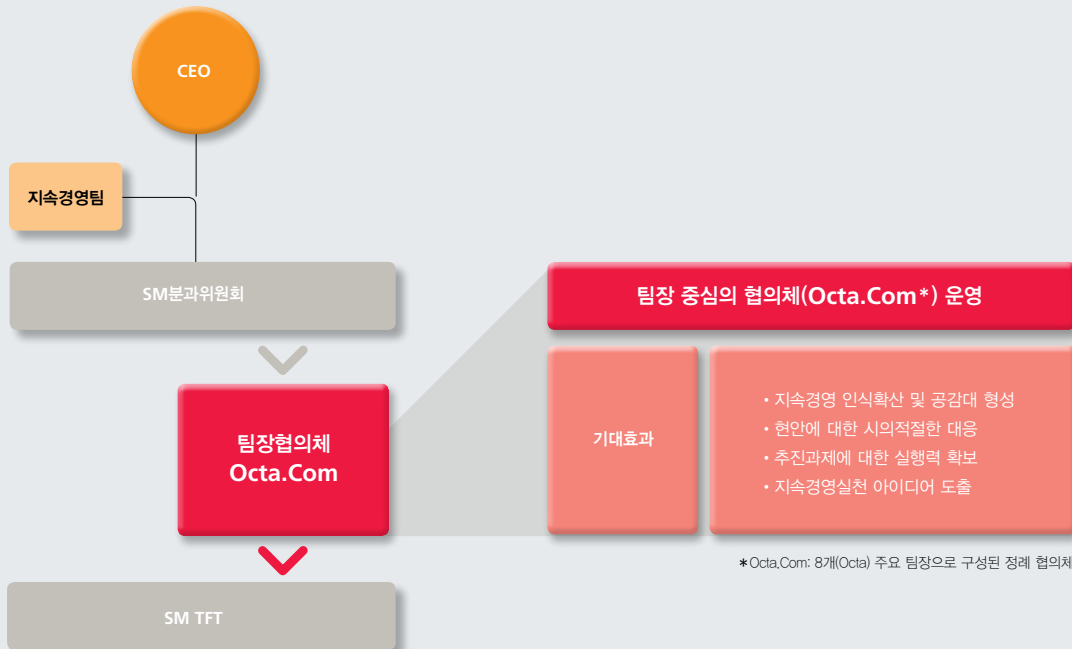 CEO
지속경영팀
SM분과위원회
팀장협의체
Octa.Com
SM TFT
팀장 중심의 협의체(Octa.Com*) 운영
기대효과
• 지속경영 인식확산 및 공감대 형성
• 현안에 대한 시의적절한 대응
• 추진과제에 대한 실행력 확보
• 지속경영실천 아이디어 도출
*Octa.Com: 8개(Octa) 주요 팀장으로 구성된 정례 협의체